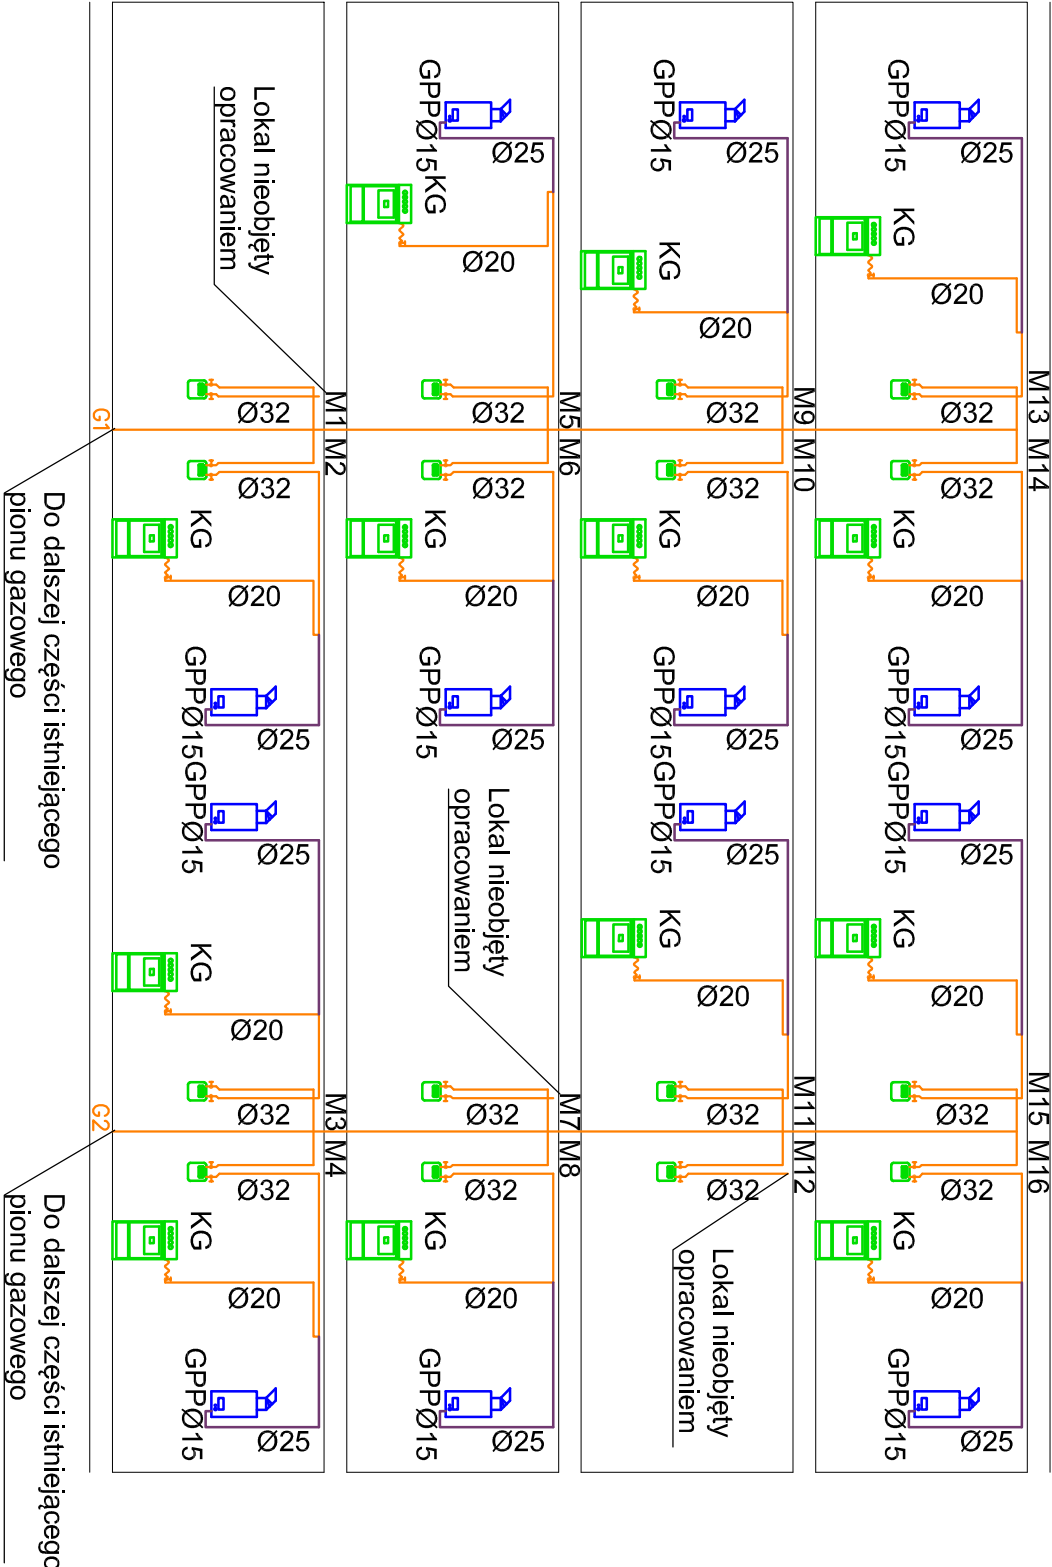 M13 M14
M15 M16
Ø25
Ø20
Ø32
Ø32
Ø20
Ø25
Ø25
Ø20
Ø32
Ø32
Ø20
Ø25
KG
KG
KG
KG
GPP Ø15
GPP Ø15
GPP Ø15
GPP Ø15
M9 M10
M11 M12
Ø25
Ø20
Ø32
Ø32
Ø20
Ø25
Ø25
Ø20
Ø32
Ø32
Lokal nieobjęty
opracowaniem
KG
KG
KG
GPP Ø15
GPP Ø15
GPP Ø15
M5 M6
M7 M8
Ø25
Ø20
Ø32
Ø32
Ø20
Ø25
Ø32
Ø32
Ø20
Ø25
Lokal nieobjęty
opracowaniem
KG
KG
KG
GPP Ø15
GPP Ø15
GPP Ø15
M1 M2
M3 M4
Lokal nieobjęty
opracowaniem
Ø32
Ø32
Ø20
Ø25
Ø25
Ø20
Ø32
Ø32
Ø20
Ø25
KG
KG
KG
GPP Ø15
GPP Ø15
GPP Ø15
G1
G2
Do dalszej części istniejącego
pionu gazowego
Do dalszej części istniejącego
pionu gazowego